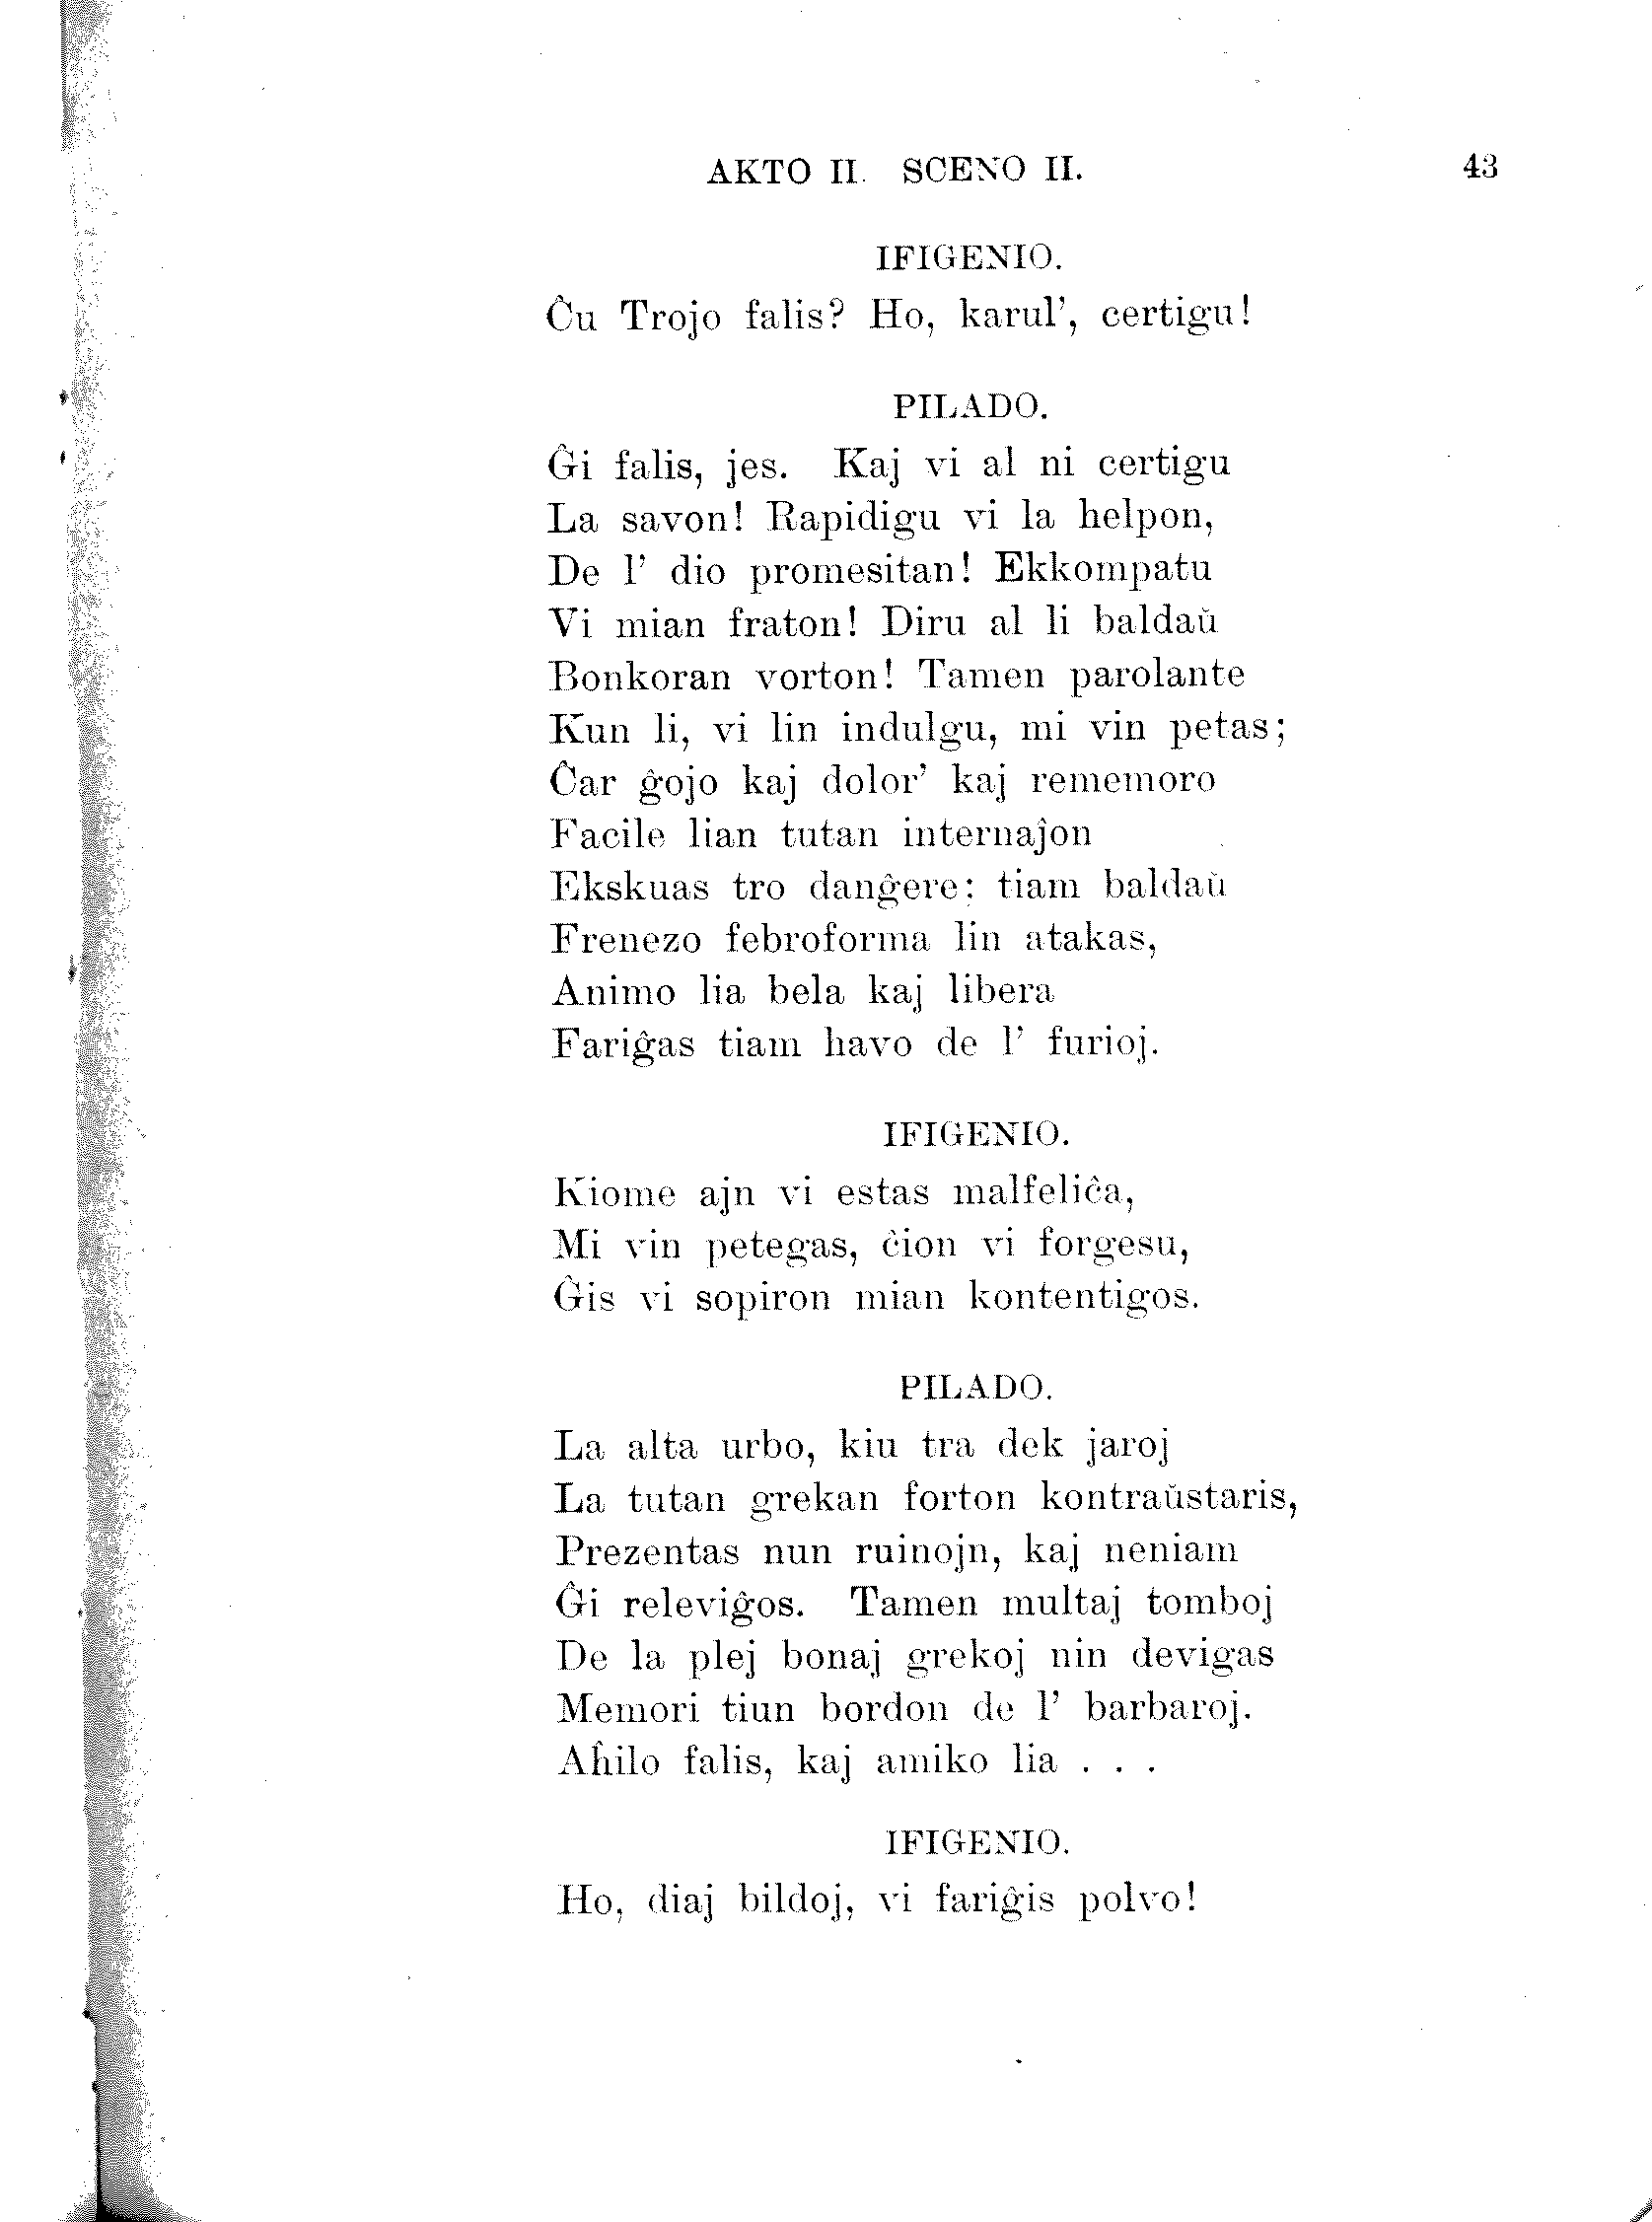 AKTO II. SCENO II. 43
IFIGENIO.
Ĉu Trojo falis? Ho, karul', certigu!
PILADO.
Ĝi falis, jes. Kaj vi al ni certigu
La savon! Rapidigu vi la helpon,
De l' dio promesitan! Ekkompatu
Vi mian fraton! Diru al li baldaŭ
Bonkoran vorton! Tamen parolante
Kun li, vi lin indulgu, mi vin petas;
Ĉar ĝojo kaj dolor' kaj rememoro
Facile lian tutan internaĵon
Ekskuas tro danĝere: tiam baldaŭ
Frenezo febroforma lin atakas,
Animo lia bela kaj libera
Fariĝas tiam havo de l' furioj.
IFIGENIO.
Kiome ajn vi estas malfeliĉa,
Mi vin petegas, ĉion vi forgesu,
Ĝis vi sopiron mian kontentigos.
PILADO.
La alta urbo, kiu tra dek jaroj
La tutan grekan forton kontraŭstaris,
Prezentas nun ruinojn, kaj neniam
Ĝi releviĝos. Tamen multaj tomboj
De la plej bonaj grekoj nin devigas
Memori tiun bordon de l' barbaroj.
Aĥilo falis, kaj amiko lia . . .
IFIGENIO.
Ho, diaj bildoj, vi fariĝis polvo!